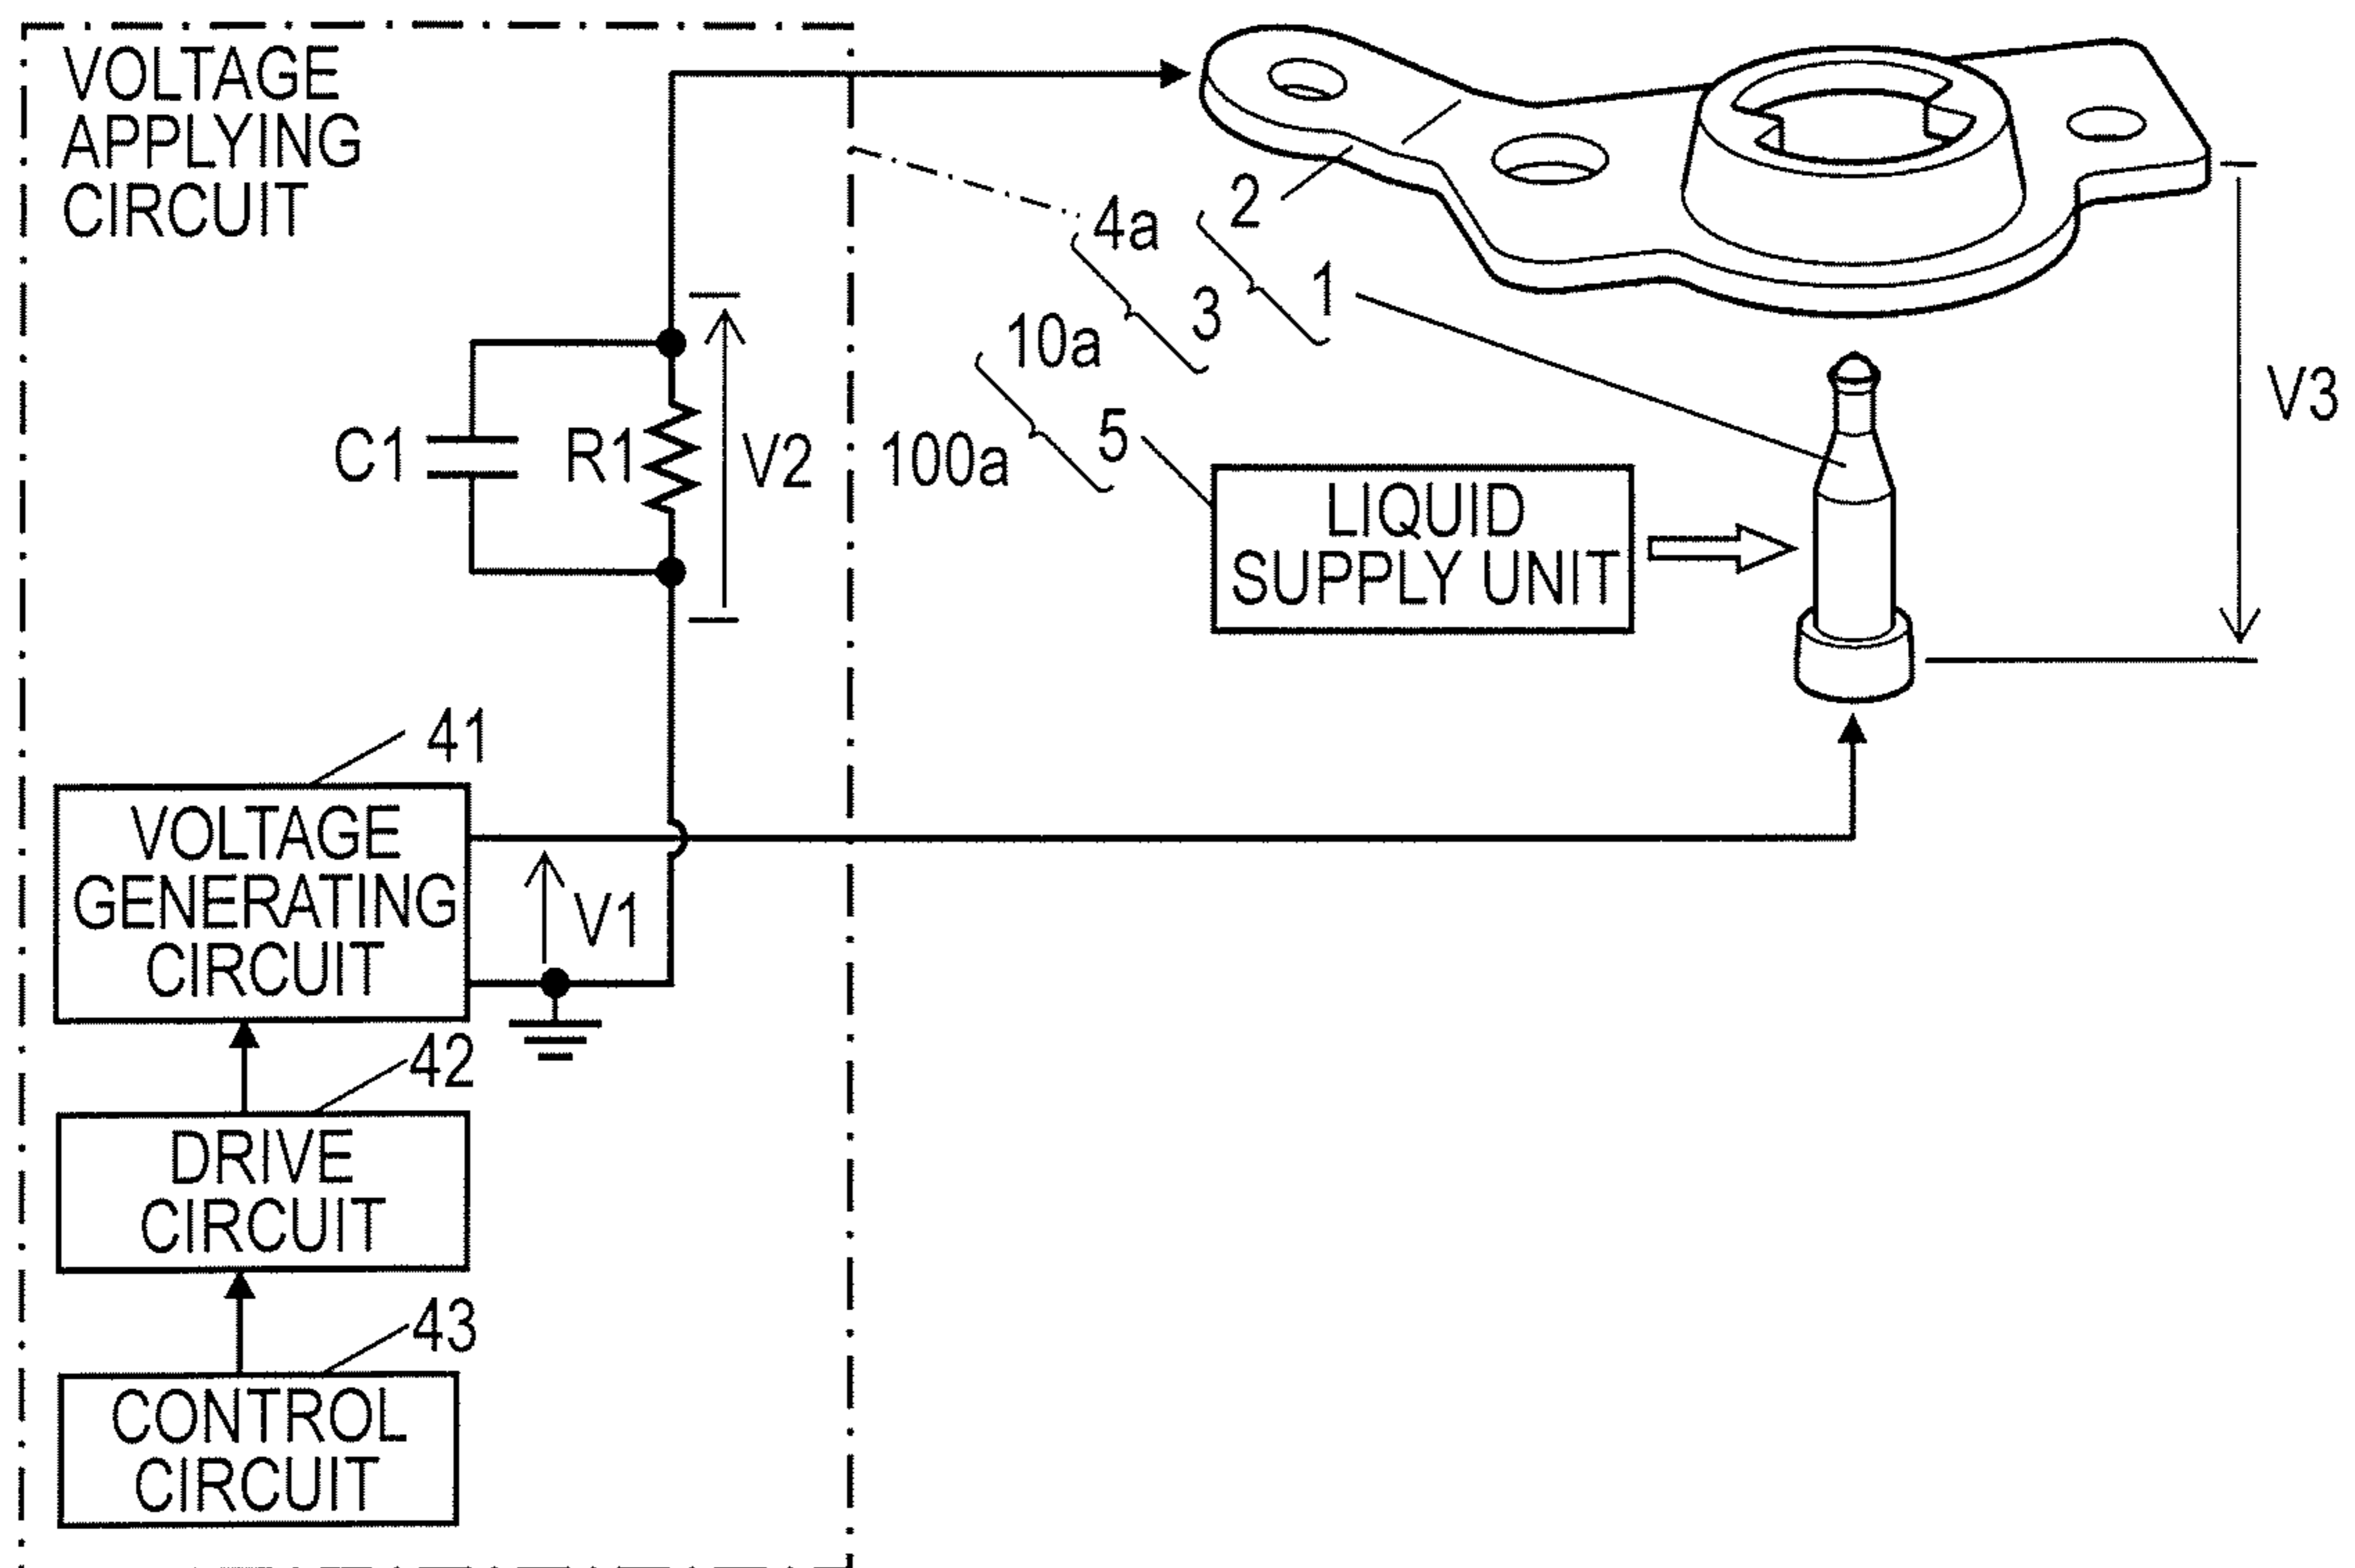 VOLTAGE
APPLYING
CIRCUIT
2
4a
1
3
10a
5
100a
V3
C1
R1
V2
LIQUID
SUPPLY UNIT
41
VOLTAGE
GENERATING
CIRCUIT
V1
42
DRIVE
CIRCUIT
43
CONTROL
CIRCUIT